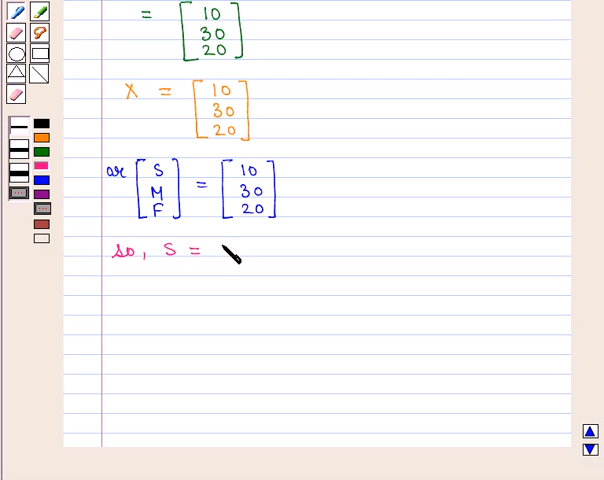 = [10
30
20]
X = [10
30
20]
or [S
M
F] = [10
30
20]
so, S =